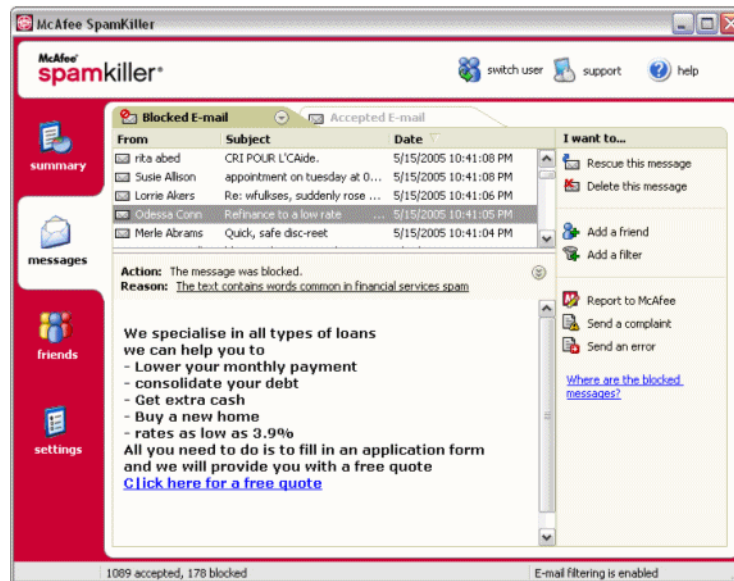 McAfee SpamKiller
McAfee®
spamkiller®
switch user
support
help
summary
messages
friends
settings
Blocked E-mail
Accepted E-mail
From Subject Date
rita abed CRI POUR L'CAide. 5/15/2005 10:41:08 PM
Susie Allison appointment on tuesday at 0... 5/15/2005 10:41:08 PM
Lorrie Akers Re: wfulkses, suddenly rose ... 5/15/2005 10:41:06 PM
Odessa Conn Refinance to a low rate ... 5/15/2005 10:41:05 PM
Merle Abrams Quick, safe disc-reet 5/15/2005 10:41:04 PM
Action: The message was blocked.
Reason: The text contains words common in financial services spam
We specialise in all types of loans
we can help you to
- Lower your monthly payment
- consolidate your debt
- Get extra cash
- Buy a new home
- rates as low as 3.9%
All you need to do is to fill in an application form
and we will provide you with a free quote
Click here for a free quote
I want to...
Rescue this message
Delete this message
Add a friend
Add a filter
Report to McAfee
Send a complaint
Send an error
Where are the blocked
messages?
1089 accepted, 178 blocked
E-mail filtering is enabled